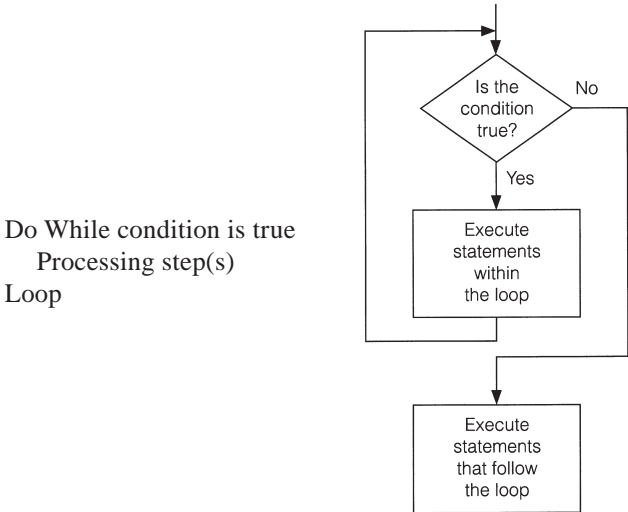 Do While condition is true
Processing step(s)
Loop
Is the
condition
true?
No
Yes
Execute
statements
within
the loop
Execute
statements
that follow
the loop